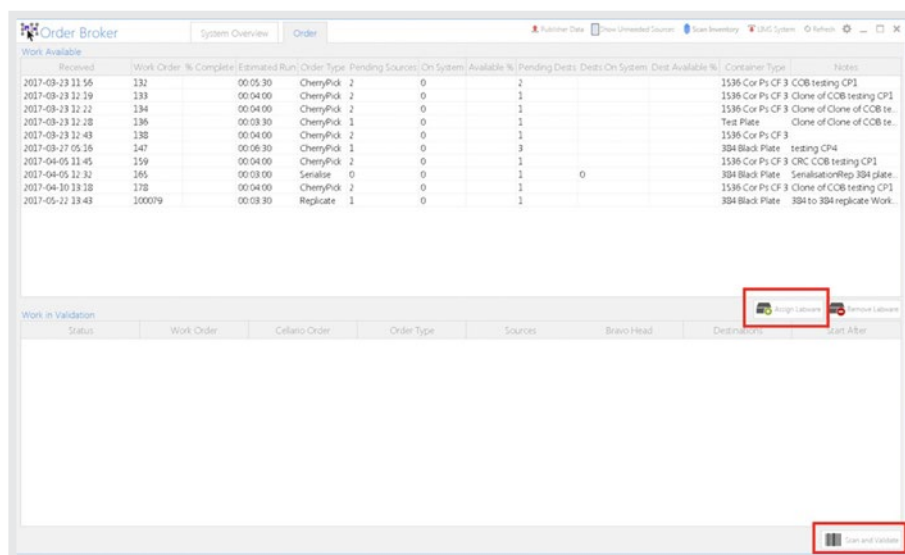 Order Broker System Overview Order Publisher Data Show Unneeded Sources Scan Inventory UNG System Refresh
Work Available
Received Work Order % Complete Estimated Run Order Type Pending Sources On System Available % Pending Dests Dests On System Dest Available % Container Type Notes
2017-03-23 11:56 132 00:05:30 CherryPick 2 0 2 1536 Cor Ps CF 3 COB testing CP1
2017-03-23 12:19 133 00:04:00 CherryPick 2 0 1 1536 Cor Ps CF 3 Clone of COB testing CP1
2017-03-23 12:22 134 00:04:00 CherryPick 2 0 1 1536 Cor Ps CF 3 Clone of Clone of COB te...
2017-03-23 12:28 136 00:03:30 CherryPick 1 0 1 Test Plate Clone of Clone of COB te...
2017-03-23 12:43 138 00:04:00 CherryPick 2 0 1 1536 Cor Ps CF 3
2017-03-27 05:16 147 00:06:30 CherryPick 1 0 3 384 Black Plate testing CP4
2017-04-05 11:45 159 00:04:00 CherryPick 2 0 1 1536 Cor Ps CF 3 CRC COB testing CP1
2017-04-05 12:32 165 00:03:00 Serialise 0 0 1 0 384 Black Plate SerialisationRep 384 plate...
2017-04-10 13:18 178 00:04:00 CherryPick 2 0 1 1536 Cor Ps CF 3 Clone of COB testing CP1
2017-05-22 13:43 100079 00:03:30 Replicate 1 0 1 384 Black Plate 384 to 384 replicate Work...
Assign Labware Remove Labware
Work in Validation
Status Work Order Cellario Order Order Type Sources Bravo Head Destinations Start After
Scan and Validate